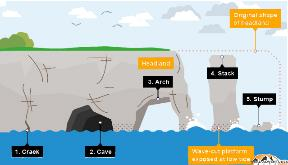 Original shape
of headland
Headland
3. Arch
4. Stack
5. Stump
1. Crack
2. Cave
Wave-cut platform
exposed at low tide